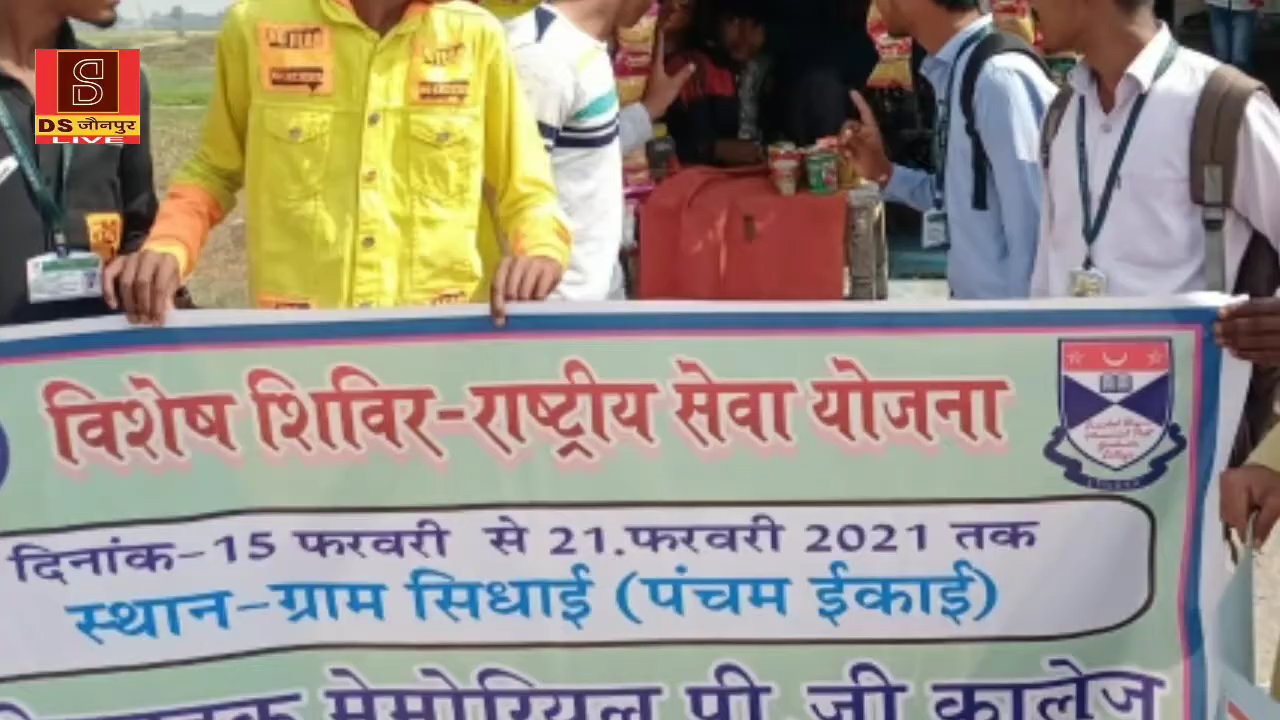 DS जौनपुर
LIVE
विशेष शिविर-राष्ट्रीय सेवा योजना
दिनांक-15 फरवरी से 21.फरवरी 2021 तक
स्थान-ग्राम सिधाई (पंचम ईकाई)
मेमोरियल पी.जी कालेज